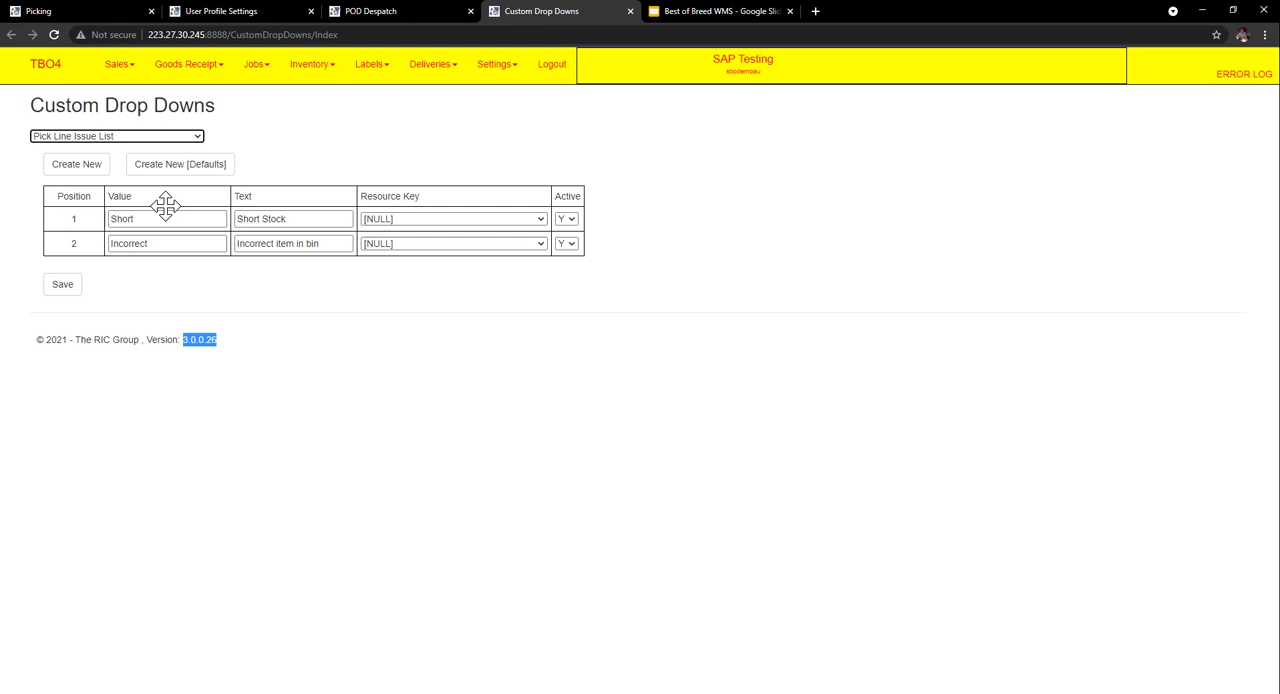 Picking
User Profile Settings
POD Despatch
Custom Drop Downs
Best of Breed WMS - Google Slid
Not secure 223.27.30.245:8888/CustomDropDowns/Index
TBO4 Sales Goods Receipt Jobs Inventory Labels Deliveries Settings Logout
SAP Testing
sbodemoau
ERROR LOG
Custom Drop Downs
Pick Line Issue List
Create New Create New [Defaults]
Position Value Text Resource Key Active
1 Short Short Stock [NULL] Y
2 Incorrect Incorrect item in bin [NULL] Y
Save
© 2021 - The RIC Group , Version: 3.0.0.26